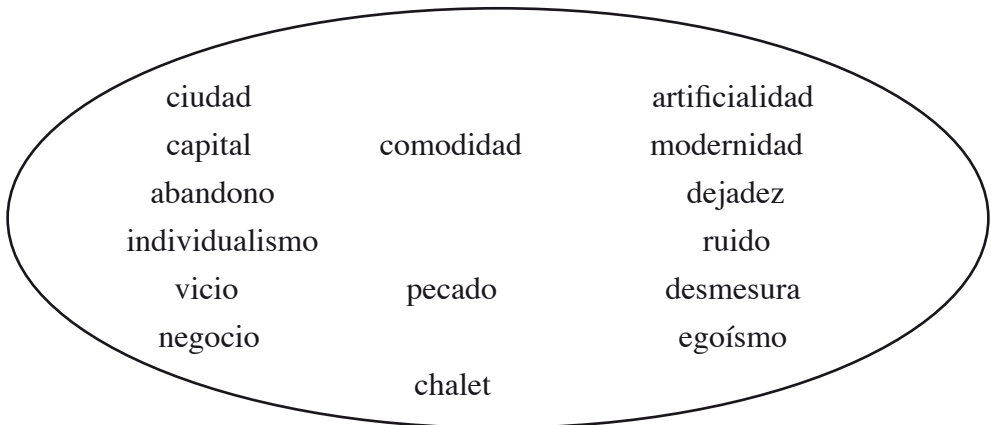 ciudad artificialidad
capital comodidad modernidad
abandono dejadez
individualismo ruido
vicio pecado desmesura
negocio egoísmo
chalet